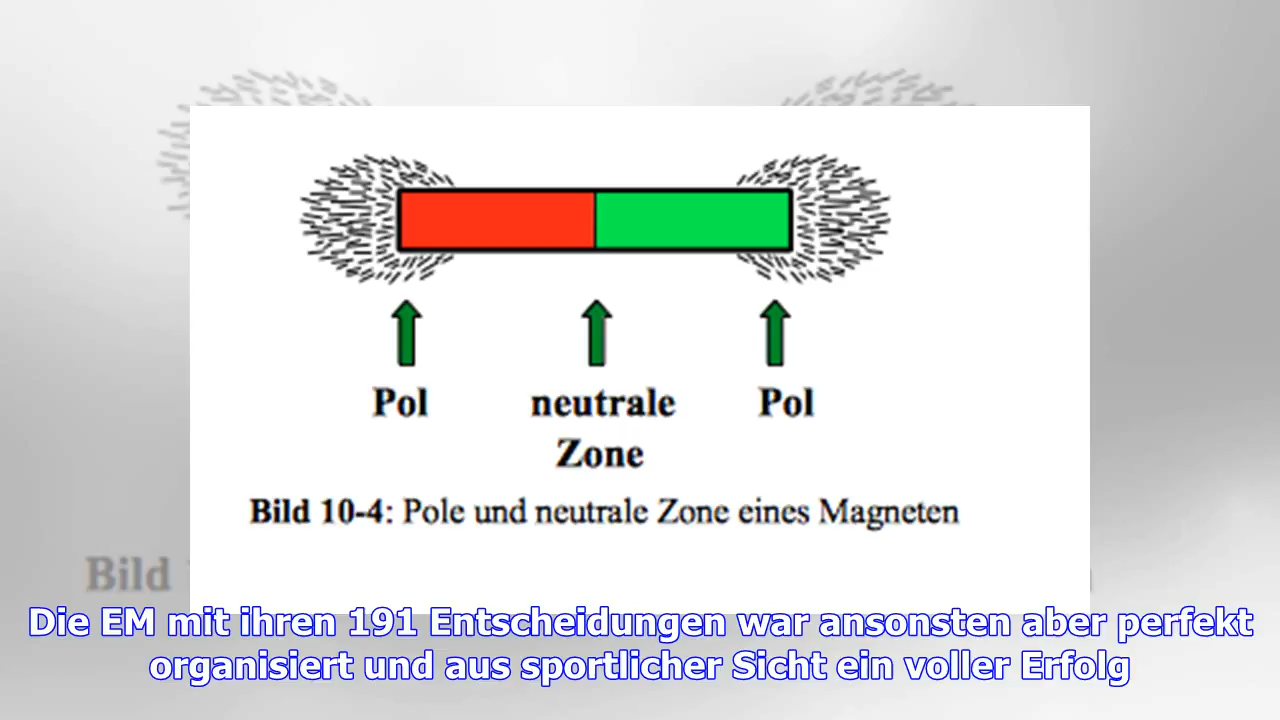 Pol neutrale Pol
Zone
Bild 10-4: Pole und neutrale Zone eines Magneten
Bild
Die EM mit ihren 191 Entscheidungen war ansonsten aber perfekt
organisiert und aus sportlicher Sicht ein voller Erfolg